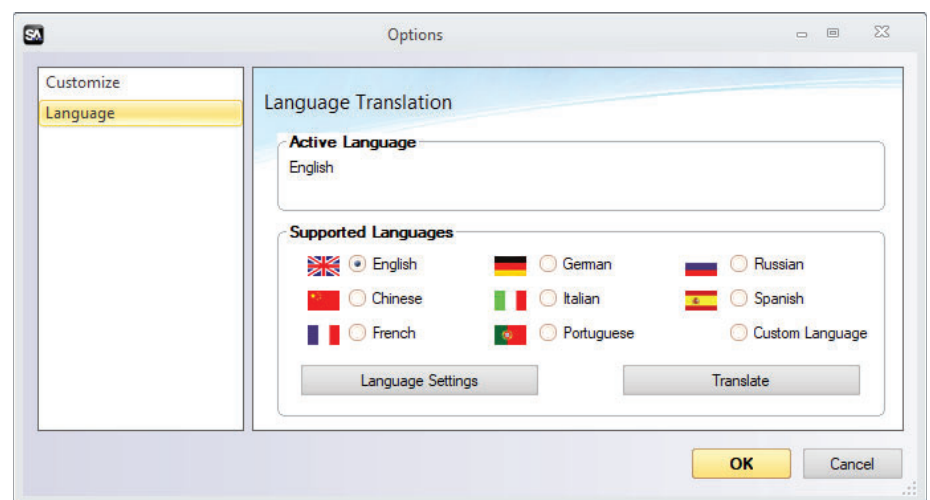 SA Options
Customize
Language
Language Translation
Active Language
English
Supported Languages
English German Russian
Chinese Italian Spanish
French Portuguese Custom Language
Language Settings Translate
OK Cancel